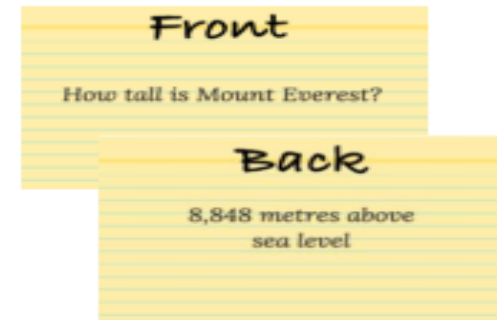 Front
How tall is Mount Everest?
Back
8,848 metres above
sea level